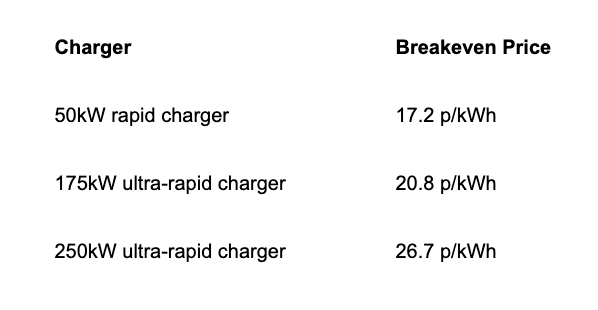 Charger Breakeven Price
50kW rapid charger 17.2 p/kWh
175kW ultra-rapid charger 20.8 p/kWh
250kW ultra-rapid charger 26.7 p/kWh